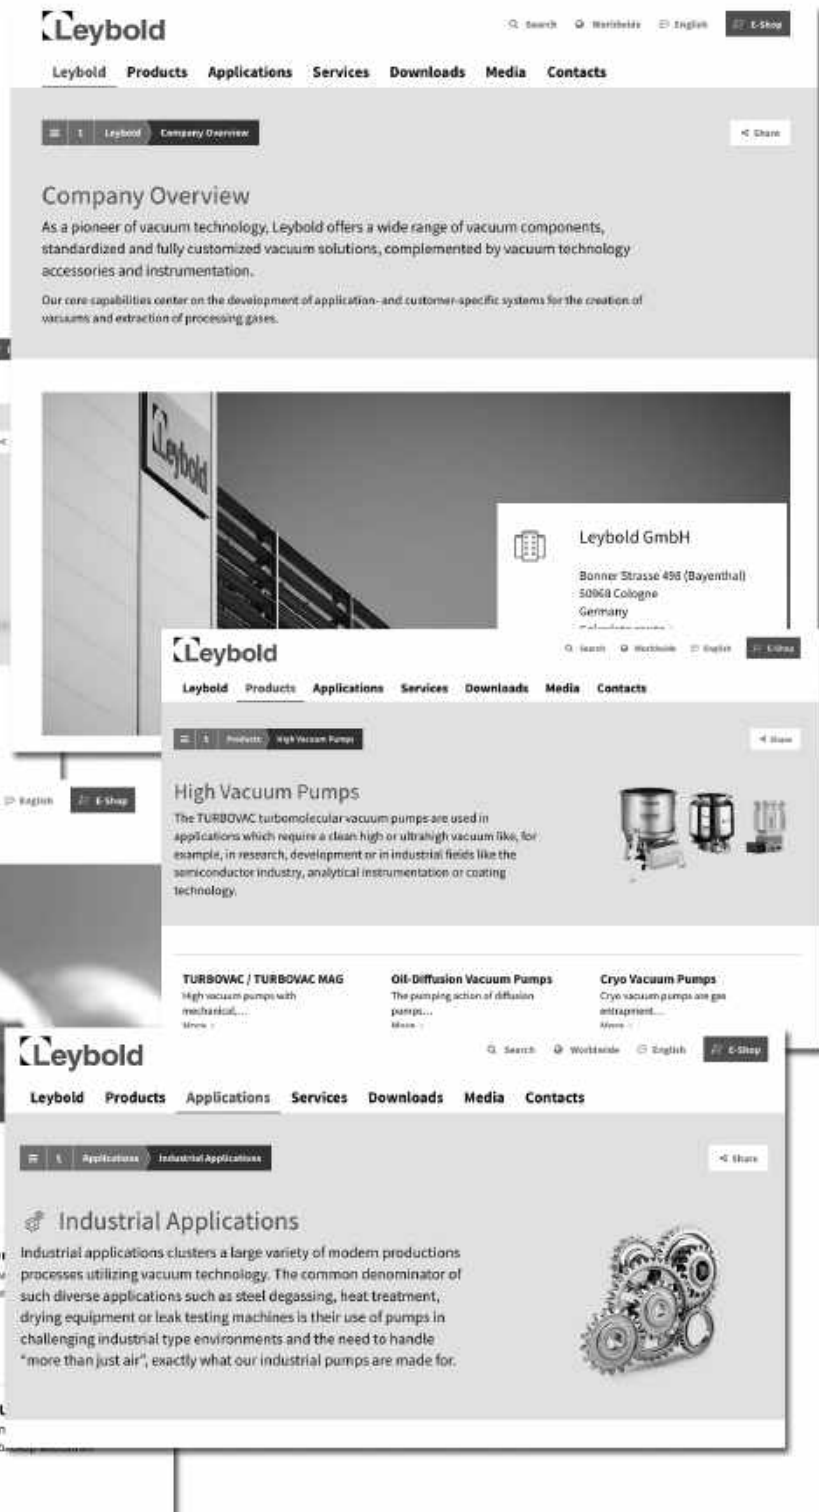 Leybold
Search Worldwide English E-Shop
Leybold Products Applications Services Downloads Media Contacts
Leybold Company Overview
Share
Company Overview
As a pioneer of vacuum technology, Leybold offers a wide range of vacuum components,
standardized and fully customized vacuum solutions, complemented by vacuum technology
accessories and instrumentation.
Our core capabilities center on the development of application- and customer-specific systems for the creation of
vacuums and extraction of processing gases.
Leybold
Leybold GmbH
Bonner Strasse 498 (Bayenthal)
50968 Cologne
Germany
Leybold
Search Worldwide English E-Shop
Leybold Products Applications Services Downloads Media Contacts
Products High Vacuum Pumps
Share
English E-Shop
High Vacuum Pumps
The TURBOVAC turbomolecular vacuum pumps are used in
applications which require a clean high or ultrahigh vacuum like, for
example, in research, development or in industrial fields like the
semiconductor industry, analytical instrumentation or coating
technology.
TURBOVAC / TURBOVAC MAG
High vacuum pumps with
mechanical,...
More
Oil-Diffusion Vacuum Pumps
The pumping action of diffusion
pumps...
More
Cryo Vacuum Pumps
Cryo vacuum pumps are gas
entrapment...
More
Leybold
Search Worldwide English E-Shop
Leybold Products Applications Services Downloads Media Contacts
Applications Industrial Applications
Share
Industrial Applications
Industrial applications clusters a large variety of modern productions
processes utilizing vacuum technology. The common denominator of
such diverse applications such as steel degassing, heat treatment,
drying equipment or leak testing machines is their use of pumps in
challenging industrial type environments and the need to handle
“more than just air”, exactly what our industrial pumps are made for.